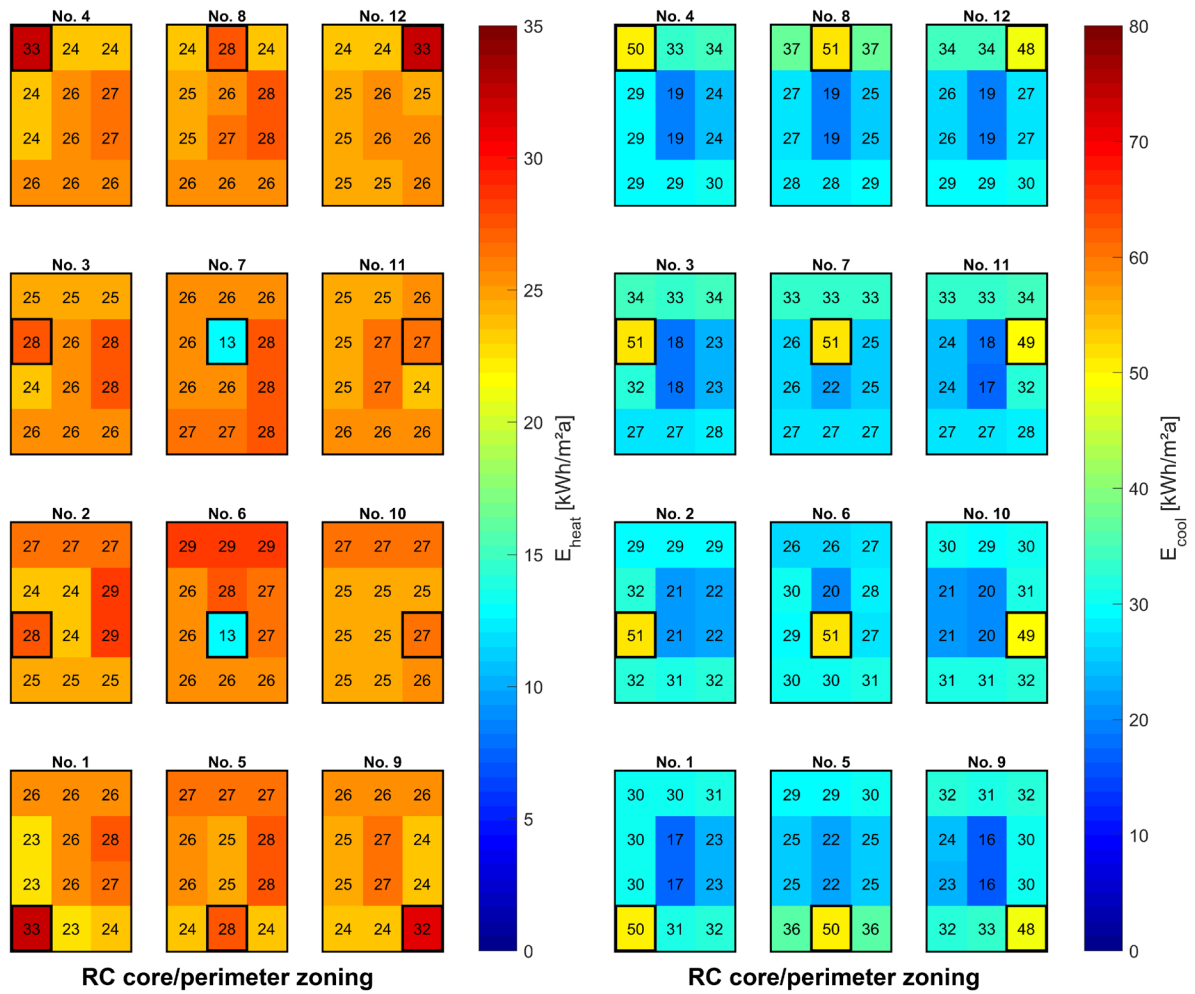 No. 4 No. 8 No. 12
33 24 24 24 28 24 24 24 33
24 26 27 25 26 28 25 26 25
24 26 27 25 27 28 25 26 26
26 26 26 26 26 26 25 25 26
No. 3 No. 7 No. 11
25 25 25 26 26 26 25 25 26
28 26 28 26 13 28 25 27 27
24 26 28 26 26 28 25 27 24
26 26 26 27 27 28 26 26 26
No. 2 No. 6 No. 10
27 27 27 29 29 29 27 27 27
24 24 29 26 28 27 25 25 25
28 24 29 26 13 27 25 25 27
25 25 25 26 26 26 25 25 26
No. 1 No. 5 No. 9
26 26 26 27 27 27 26 26 26
23 26 28 26 25 28 25 27 24
23 26 27 26 25 28 25 27 24
33 23 24 24 28 24 24 24 32
RC core/perimeter zoning
35
30
25
20
15
10
5
0
Eheat [kWh/m²a]
No. 4 No. 8 No. 12
50 33 34 37 51 37 34 34 48
29 19 24 27 19 25 26 19 27
29 19 24 27 19 25 26 19 27
29 29 30 28 28 29 29 29 30
No. 3 No. 7 No. 11
34 33 34 33 33 33 33 33 34
51 18 23 26 51 25 24 18 49
32 18 23 26 22 25 24 17 32
27 27 28 27 27 27 27 27 28
No. 2 No. 6 No. 10
29 29 29 26 26 27 30 29 30
32 21 22 30 20 28 21 20 31
51 21 22 29 51 27 21 20 49
32 31 32 30 30 31 31 31 32
No. 1 No. 5 No. 9
30 30 31 29 29 30 32 31 32
30 17 23 25 22 25 24 16 30
30 17 23 25 22 25 23 16 30
50 31 32 36 50 36 32 33 48
RC core/perimeter zoning
80
70
60
50
40
30
20
10
0
Ecool [kWh/m²a]